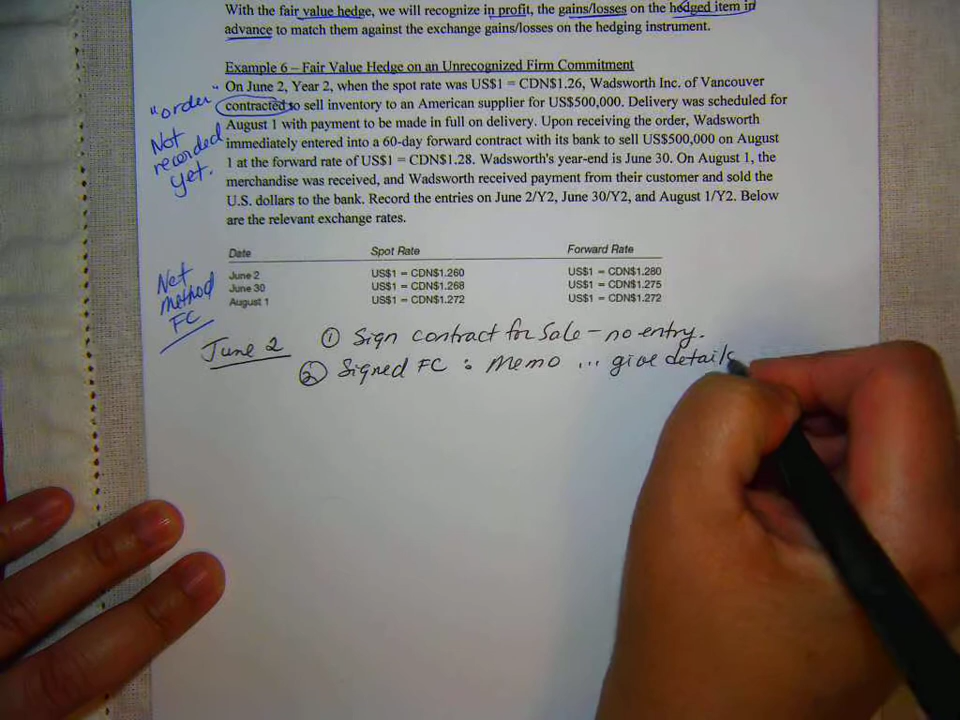 With the fair value hedge, we will recognize in profit, the gains/losses on the hedged item in
advance to match them against the exchange gains/losses on the hedging instrument.
Example 6 – Fair Value Hedge on an Unrecognized Firm Commitment
On June 2, Year 2, when the spot rate was US$1 = CDN$1.26, Wadsworth Inc. of Vancouver
contracted to sell inventory to an American supplier for US$500,000. Delivery was scheduled for
August 1 with payment to be made in full on delivery. Upon receiving the order, Wadsworth
immediately entered into a 60-day forward contract with its bank to sell US$500,000 on August
1 at the forward rate of US$1 = CDN$1.28. Wadsworth's year-end is June 30. On August 1, the
merchandise was received, and Wadsworth received payment from their customer and sold the
U.S. dollars to the bank. Record the entries on June 2/Y2, June 30/Y2, and August 1/Y2. Below
are the relevant exchange rates.
"order"
Not
recorded
yet.
Date Spot Rate Forward Rate
June 2 US$1 = CDN$1.260 US$1 = CDN$1.280
June 30 US$1 = CDN$1.268 US$1 = CDN$1.275
August 1 US$1 = CDN$1.272 US$1 = CDN$1.272
Net
method
FC
June 2 ① Sign contract for Sale – no entry.
② Signed FC : Memo ... give details